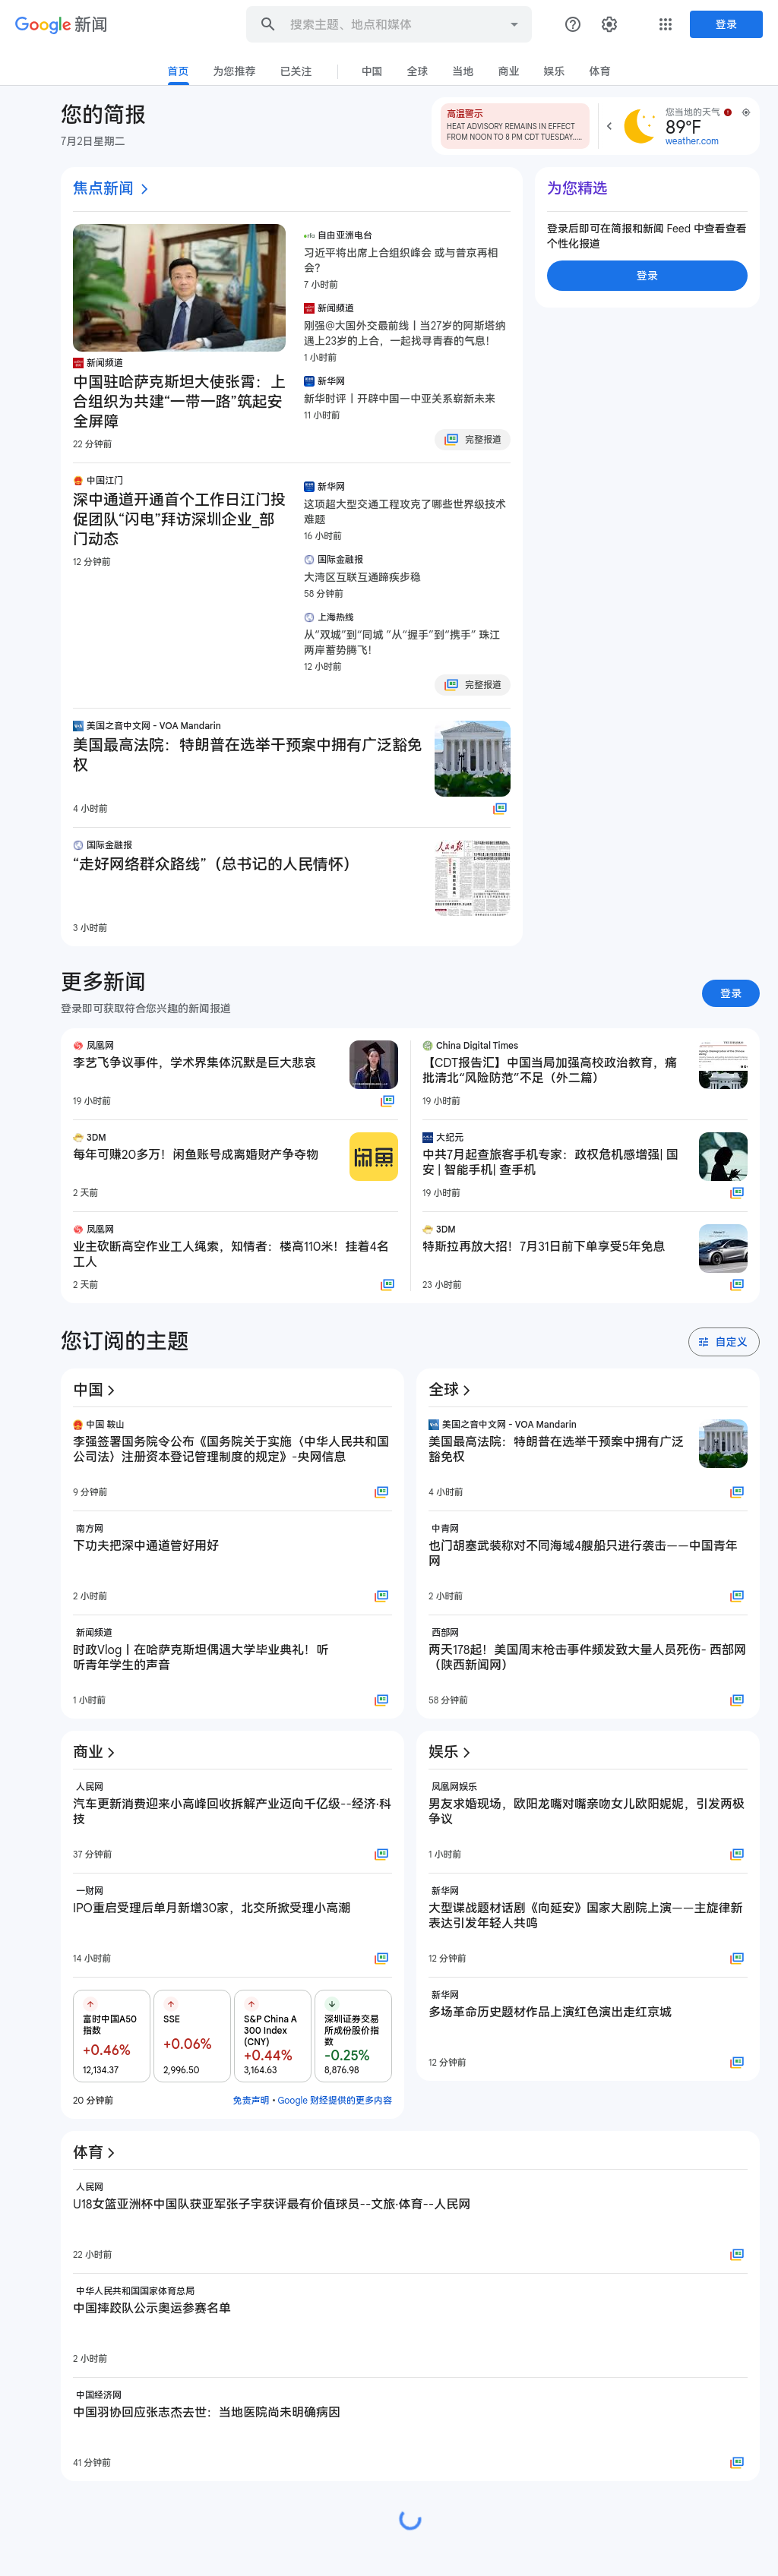 Google 新闻
搜索主题、地点和媒体
登录
首页
为您推荐
已关注
中国
全球
当地
商业
娱乐
体育
您的简报
7月2日星期二
高温警示
HEAT ADVISORY REMAINS IN EFFECT
FROM NOON TO 8 PM CDT TUESDAY......
您当地的天气
89°F
weather.com
焦点新闻
新闻频道
中国驻哈萨克斯坦大使张霄：上
合组织为共建“一带一路”筑起安
全屏障
22 分钟前
自由亚洲电台
习近平将出席上合组织峰会 或与普京再相
会？
7 小时前
新闻频道
刚强@大国外交最前线丨当27岁的阿斯塔纳
遇上23岁的上合，一起找寻青春的气息！
1 小时前
新华网
新华时评丨开辟中国一中亚关系崭新未来
11 小时前
完整报道
中国江门
深中通道开通首个工作日江门投
促团队“闪电”拜访深圳企业_部
门动态
12 分钟前
新华网
这项超大型交通工程攻克了哪些世界级技术
难题
16 小时前
国际金融报
大湾区互联互通蹄疾步稳
58 分钟前
上海热线
从“双城”到“同城 ”从“握手”到“携手” 珠江
两岸蓄势腾飞！
12 小时前
完整报道
美国之音中文网 - VOA Mandarin
美国最高法院：特朗普在选举干预案中拥有广泛豁免
权
4 小时前
国际金融报
“走好网络群众路线”（总书记的人民情怀）
3 小时前
为您精选
登录后即可在简报和新闻 Feed 中查看查看
个性化报道
登录
更多新闻
登录即可获取符合您兴趣的新闻报道
登录
凤凰网
李艺飞争议事件，学术界集体沉默是巨大悲哀
19 小时前
3DM
每年可赚20多万！闲鱼账号成离婚财产争夺物
闲鱼
2 天前
凤凰网
业主砍断高空作业工人绳索，知情者：楼高110米！挂着4名
工人
2 天前
China Digital Times
【CDT报告汇】中国当局加强高校政治教育，痛
批清北“风险防范”不足（外二篇）
19 小时前
大纪元
中共7月起查旅客手机专家：政权危机感增强| 国
安 | 智能手机| 查手机
19 小时前
3DM
特斯拉再放大招！7月31日前下单享受5年免息
23 小时前
您订阅的主题
自定义
中国
中国 鞍山
李强签署国务院令公布《国务院关于实施〈中华人民共和国
公司法〉注册资本登记管理制度的规定》-央网信息
9 分钟前
南方网
下功夫把深中通道管好用好
2 小时前
新闻频道
时政Vlog丨在哈萨克斯坦偶遇大学毕业典礼！听
听青年学生的声音
1 小时前
全球
美国之音中文网 - VOA Mandarin
美国最高法院：特朗普在选举干预案中拥有广泛
豁免权
4 小时前
中青网
也门胡塞武装称对不同海域4艘船只进行袭击——中国青年
网
2 小时前
西部网
两天178起！美国周末枪击事件频发致大量人员死伤- 西部网
（陕西新闻网）
58 分钟前
商业
人民网
汽车更新消费迎来小高峰回收拆解产业迈向千亿级--经济·科
技
37 分钟前
一财网
IPO重启受理后单月新增30家，北交所掀受理小高潮
14 小时前
富时中国A50
指数
+0.46%
12,134.37
SSE
+0.06%
2,996.50
S&P China A
300 Index
(CNY)
+0.44%
3,164.63
深圳证券交易
所成份股价指
数
-0.25%
8,876.98
20 分钟前
免责声明 • Google 财经提供的更多内容
娱乐
凤凰网娱乐
男友求婚现场，欧阳龙嘴对嘴亲吻女儿欧阳妮妮，引发两极
争议
1 小时前
新华网
大型谍战题材话剧《向延安》国家大剧院上演——主旋律新
表达引发年轻人共鸣
12 分钟前
新华网
多场革命历史题材作品上演红色演出走红京城
12 分钟前
体育
人民网
U18女篮亚洲杯中国队获亚军张子宇获评最有价值球员--文旅·体育--人民网
22 小时前
中华人民共和国国家体育总局
中国摔跤队公示奥运参赛名单
2 小时前
中国经济网
中国羽协回应张志杰去世：当地医院尚未明确病因
41 分钟前